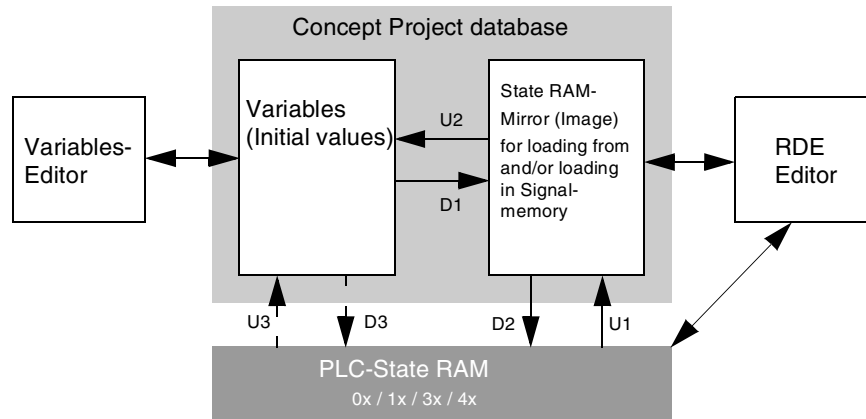 Concept Project database
Variables-
Editor
Variables
(Initial values)
U2
D1
State RAM-
Mirror (Image)
for loading from
and/or loading
in Signal-
memory
RDE
Editor
U3
D3
D2
U1
PLC-State RAM
0x / 1x / 3x / 4x